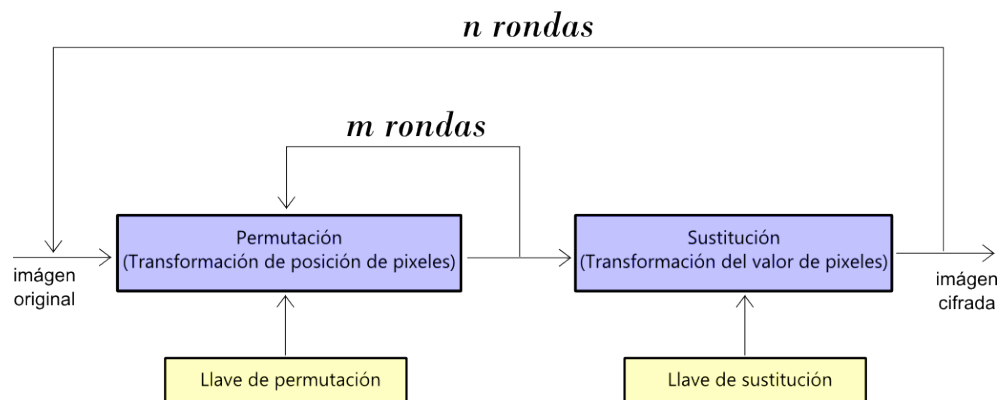 n rondas
m rondas
Permutación
(Transformación de posición de pixeles)
Sustitución
(Transformación del valor de pixeles)
imágen
original
imágen
cifrada
Llave de permutación
Llave de sustitución